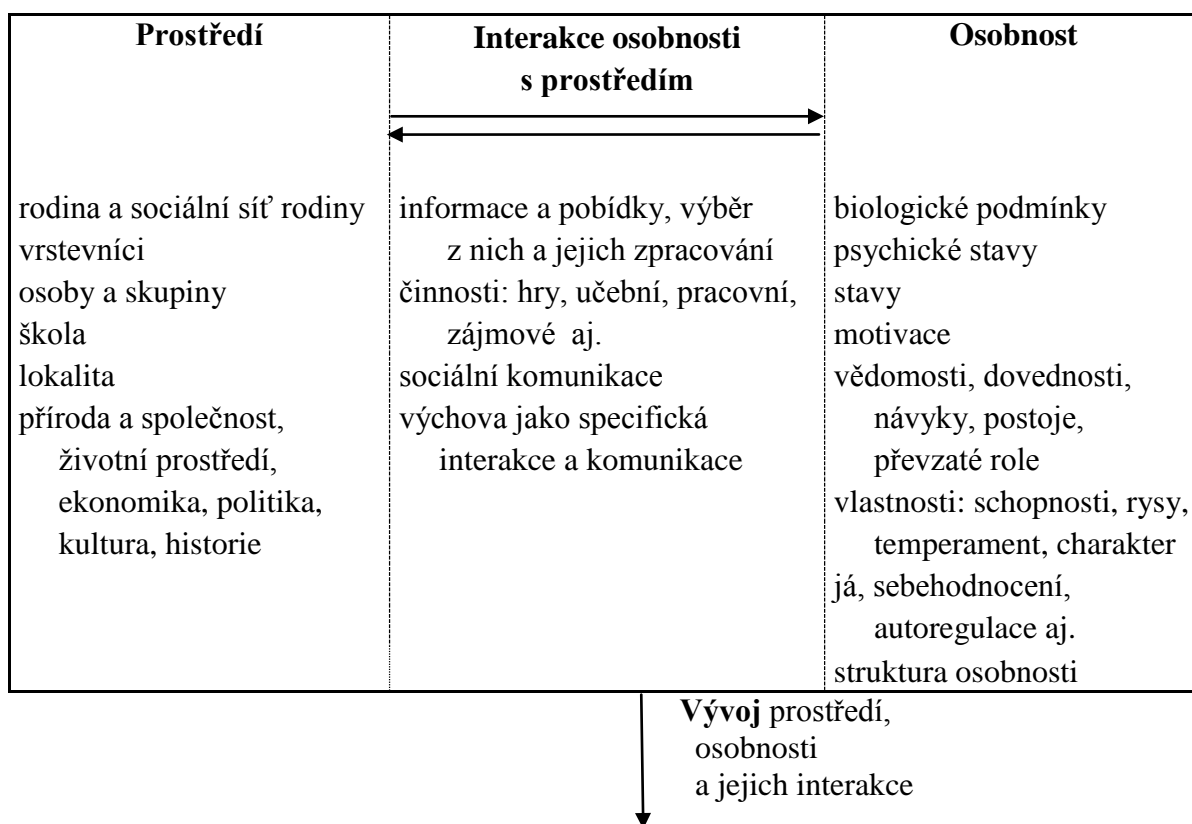 Prostředí
Interakce osobnosti
s prostředím
Osobnost
rodina a sociální síť rodiny
vrstevníci
osoby a skupiny
škola
lokalita
příroda a společnost,
životní prostředí,
ekonomika, politika,
kultura, historie
informace a pobídky, výběr
z nich a jejich zpracování
činnosti: hry, učební, pracovní,
zájmové aj.
sociální komunikace
výchova jako specifická
interakce a komunikace
biologické podmínky
psychické stavy
stavy
motivace
vědomosti, dovednosti,
návyky, postoje,
převzaté role
vlastnosti: schopnosti, rysy,
temperament, charakter
já, sebehodnocení,
autoregulace aj.
struktura osobnosti
Vývoj prostředí,
osobnosti
a jejich interakce